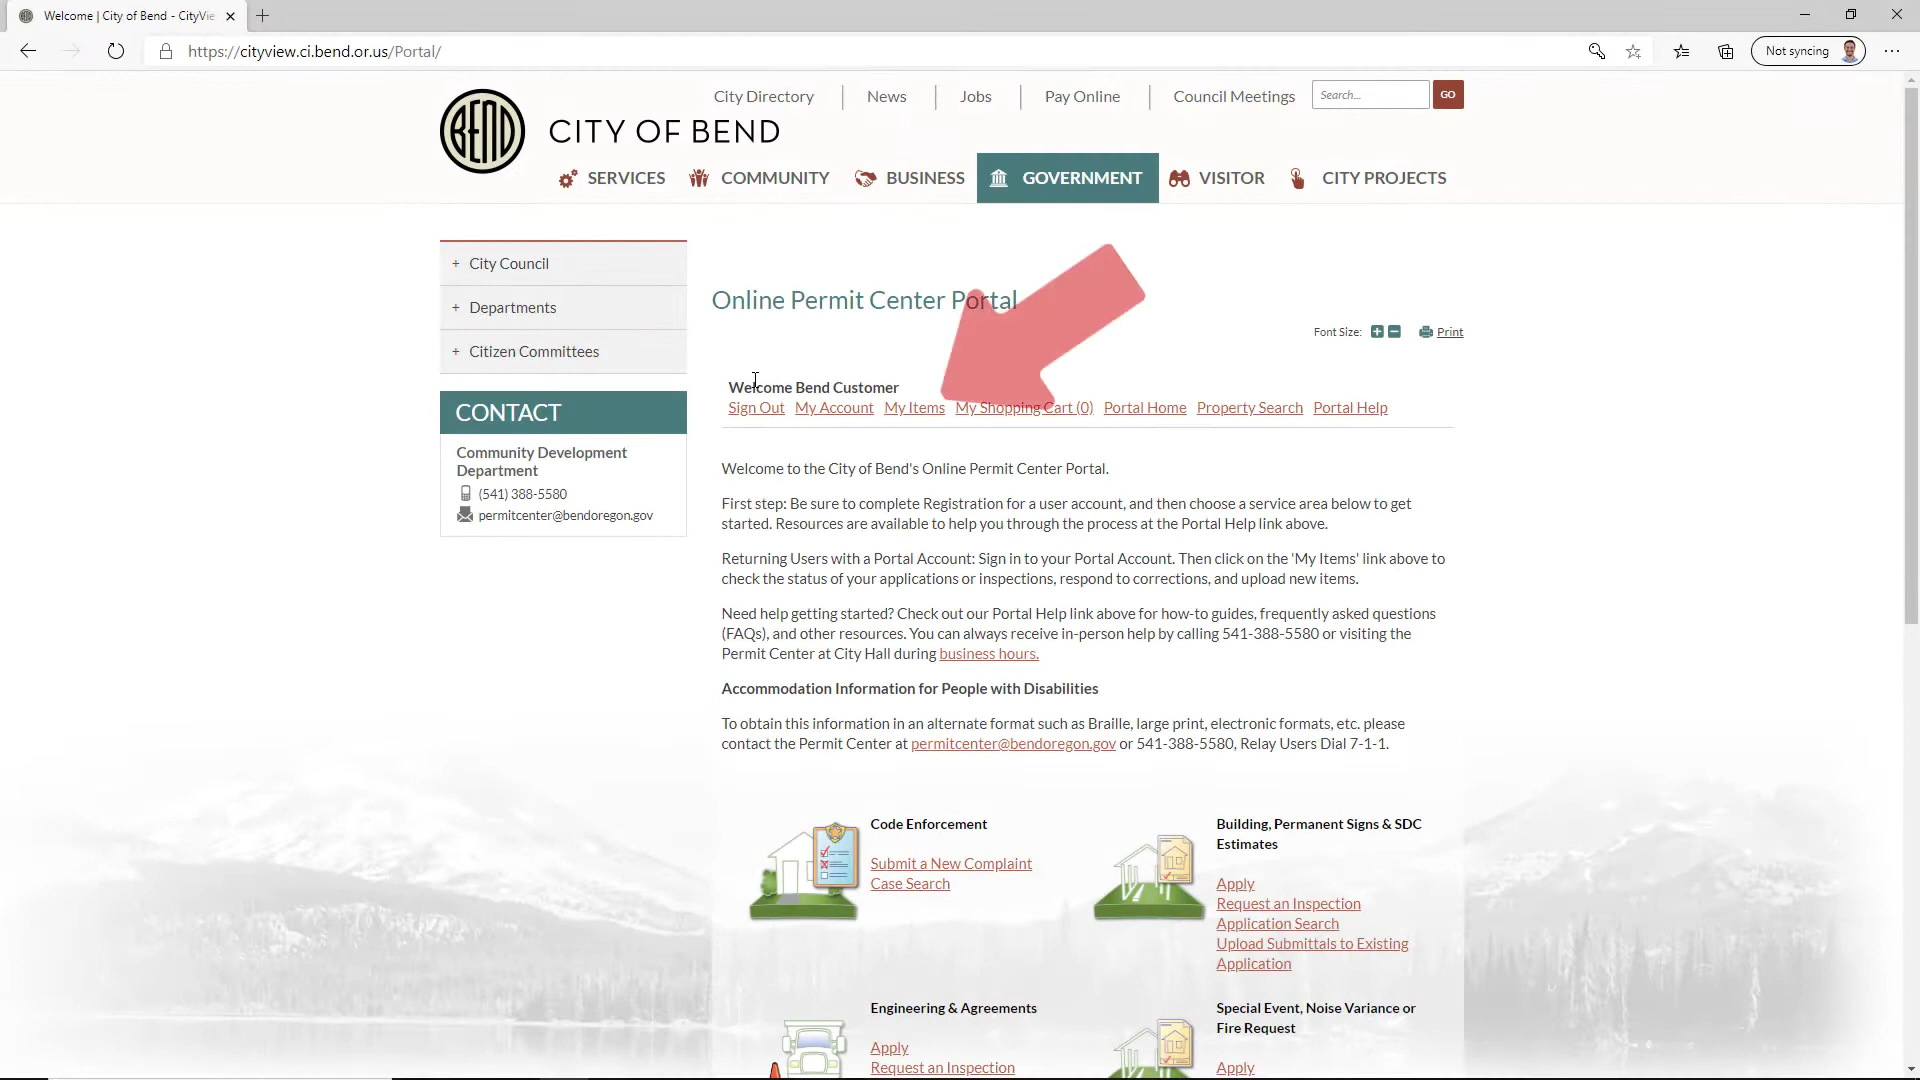 Welcome | City of Bend - CityVie
https://cityview.ci.bend.or.us/Portal/
Not syncing
City Directory
News
Jobs
Pay Online
Council Meetings
Search...
GO
BEND
CITY OF BEND
SERVICES
COMMUNITY
BUSINESS
GOVERNMENT
VISITOR
CITY PROJECTS
+ City Council
+ Departments
+ Citizen Committees
CONTACT
Community Development
Department
(541) 388-5580
permitcenter@bendoregon.gov
Online Permit Center Portal
Font Size:
Print
Welcome Bend Customer
Sign Out My Account My Items My Shopping Cart (0) Portal Home Property Search Portal Help
Welcome to the City of Bend's Online Permit Center Portal.
First step: Be sure to complete Registration for a user account, and then choose a service area below to get
started. Resources are available to help you through the process at the Portal Help link above.
Returning Users with a Portal Account: Sign in to your Portal Account. Then click on the 'My Items' link above to
check the status of your applications or inspections, respond to corrections, and upload new items.
Need help getting started? Check out our Portal Help link above for how-to guides, frequently asked questions
(FAQs), and other resources. You can always receive in-person help by calling 541-388-5580 or visiting the
Permit Center at City Hall during business hours.
Accommodation Information for People with Disabilities
To obtain this information in an alternate format such as Braille, large print, electronic formats, etc. please
contact the Permit Center at permitcenter@bendoregon.gov or 541-388-5580, Relay Users Dial 7-1-1.
Code Enforcement
Submit a New Complaint
Case Search
Building, Permanent Signs & SDC
Estimates
Apply
Request an Inspection
Application Search
Upload Submittals to Existing
Application
Engineering & Agreements
Apply
Request an Inspection
Special Event, Noise Variance or
Fire Request
Apply